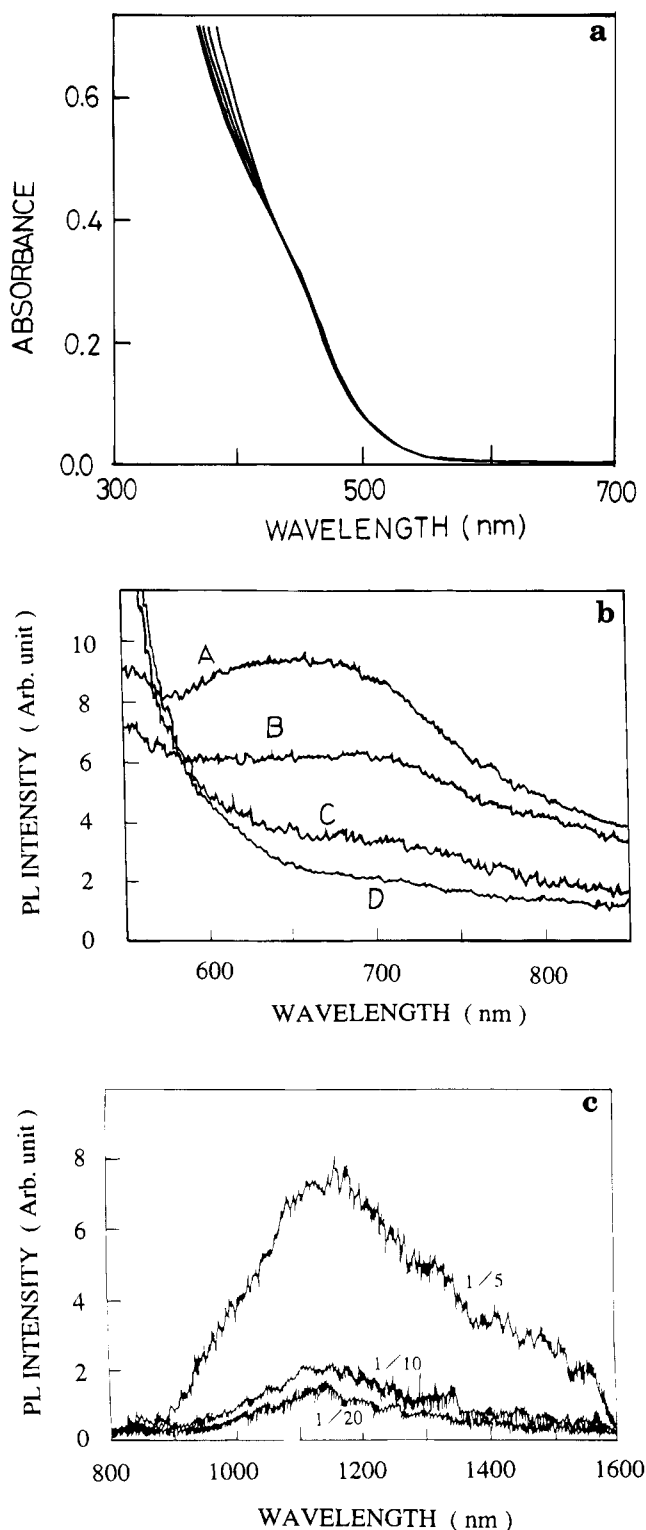 a
0.6
0.4
0.2
0.0
ABSORBANCE
300
500
700
WAVELENGTH (nm)
b
10
8
6
4
2
0
PL INTENSITY ( Arb. unit )
A
B
C
D
600
700
800
WAVELENGTH ( nm )
c
8
6
4
2
0
PL INTENSITY ( Arb. unit )
1/5
1/10
1/20
800
1000
1200
1400
1600
WAVELENGTH ( nm )